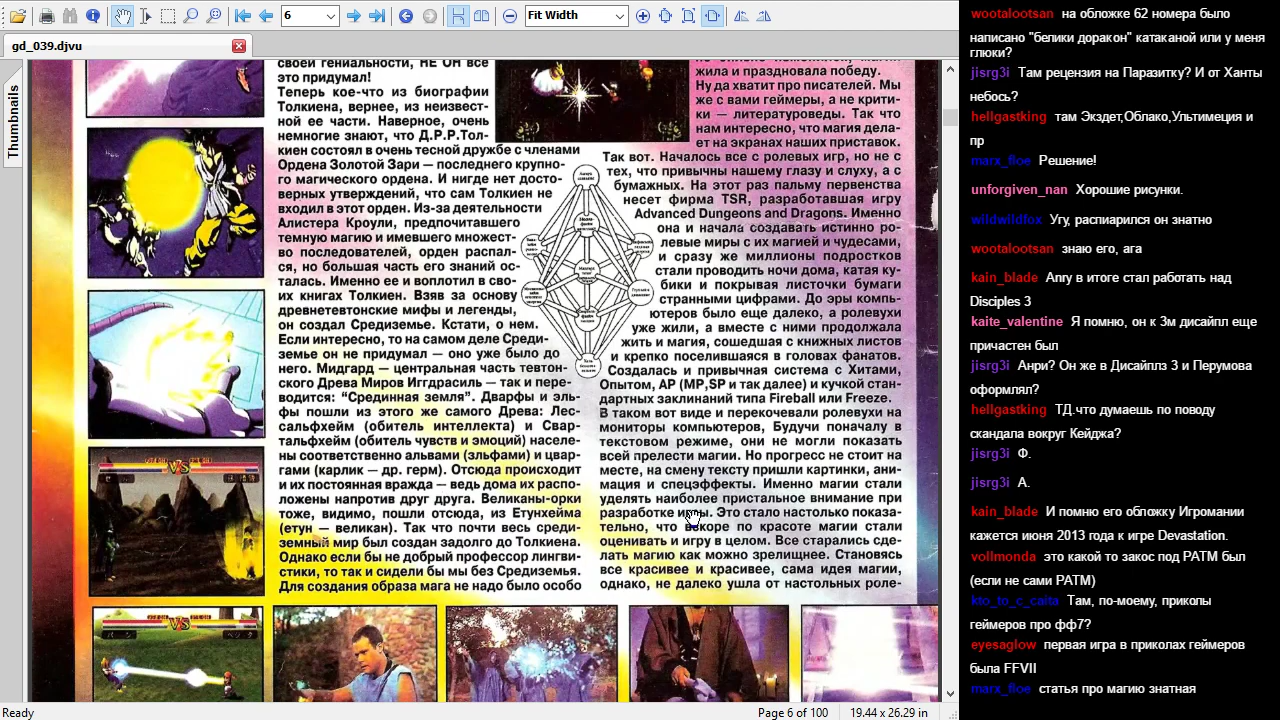 6
Fit Width
gd_039.djvu
Thumbnails
своей гениальности, НЕ ОН все
это придумал!
Теперь кое-что из биографии
Толкиена, вернее, из неизвест-
ной ее части. Наверное, очень
немногие знают, что Д.Р.Р.Тол-
киен состоял в очень тесной дружбе с членами
Ордена Золотой Зари — последнего крупно-
го магического ордена. И нигде нет досто-
верных утверждений, что сам Толкиен не
входил в этот орден. Из-за деятельности
Алистера Кроули, предпочитавшего
темную магию и имевшего множест-
во последователей, орден распал-
ся, но большая часть его знаний ос-
талась. Именно ее и воплотил в сво-
их книгах Толкиен. Взяв за основу
древнетевтонские мифы и легенды,
он создал Средиземье. Кстати, о нем.
Если интересно, то на самом деле Среди-
земье он не придумал — оно уже было до
него. Мидгард — центральная часть тевтон-
ского Древа Миров Иггдрасиль — так и пере-
водится: “Срединная земля”. Дварфы и эль-
фы пошли из этого же самого Древа: Лес-
сальфхейм (обитель интеллекта) и Свар-
тальфхейм (обитель чувств и эмоций) населе-
ны соответственно альвами (эльфами) и цвар-
гами (карлик — др. герм). Отсюда происходит
и их постоянная вражда — ведь дома их распо-
ложены напротив друг друга. Великаны-орки
тоже, видимо, пошли отсюда, из Етунхейма
(етун — великан). Так что почти весь среди-
земный мир был создан задолго до Толкиена.
Однако если бы не добрый профессор лингви-
стики, то так и сидели бы мы без Средиземья.
Для создания образа мага не надо было особо
жила и праздновала победу.
Ну да хватит про писателей. Мы
же с вами геймеры, а не крити-
ки — литературоведы. Так что
нам интересно, что магия дела-
ет на экранах наших приставок.
Так вот. Началось все с ролевых игр, но не с
тех, что привычны нашему глазу и слуху, а с
бумажных. На этот раз пальму первенства
несет фирма TSR, разработавшая игру
Advanced Dungeons and Dragons. Именно
она и начала создавать истинно ро-
левые миры с их магией и чудесами,
и сразу же миллионы подростков
стали проводить ночи дома, катая ку-
бики и покрывая листочки бумаги
странными цифрами. До эры компь-
ютеров было еще далеко, а ролевухи
уже жили, а вместе с ними продолжала
жить и магия, сошедшая с книжных листов
и крепко поселившаяся в головах фанатов.
Создалась и привычная система с Хитами,
Опытом, AP (MP,SP и так далее) и кучкой стан-
дартных заклинаний типа Fireball или Freeze.
В таком вот виде и перекочевали ролевухи на
мониторы компьютеров, Будучи поначалу в
текстовом режиме, они не могли показать
всей прелести магии. Но прогресс не стоит на
месте, на смену тексту пришли картинки, ани-
мация и спецэффекты. Именно магии стали
уделять наиболее пристальное внимание при
разработке игры. Это стало настолько показа-
тельно, что вскоре по красоте магии стали
оценивать и игру в целом. Все старались сде-
лать магию как можно зрелищнее. Становясь
все красивее и красивее, сама идея магии,
однако, не далеко ушла от настольных роле-
VS
VS
Ready
Page 6 of 100
19.44 x 26.29 in
wootalootsan на обложке 62 номера было
написано "белики доракон" катаканой или у меня
глюки?
jisrg3i Там рецензия на Паразитку? И от Ханты
небось?
hellgastking там Экздет,Облако,Ультимеция и
пр
marx_floe Решение!
unforgiven_nan Хорошие рисунки.
wildwildfox Угу, распиарился он знатно
wootalootsan знаю его, ага
kain_blade Anry в итоге стал работать над
Disciples 3
kaite_valentine Я помню, он к 3м дисайпл еще
причастен был
jisrg3i Анри? Он же в Дисайплз 3 и Перумова
оформлял?
hellgastking ТД.что думаешь по поводу
скандала вокруг Кейджа?
jisrg3i Ф.
jisrg3i А.
kain_blade И помню его обложку Игромании
кажется июня 2013 года к игре Devastation.
vollmonda это какой то закос под РАТМ был
(если не сами РАТМ)
kto_to_c_caita Там, по-моему, приколы
геймеров про фф7?
eyesaglow первая игра в приколах геймеров
была FFVII
marx_floe статья про магию знатная